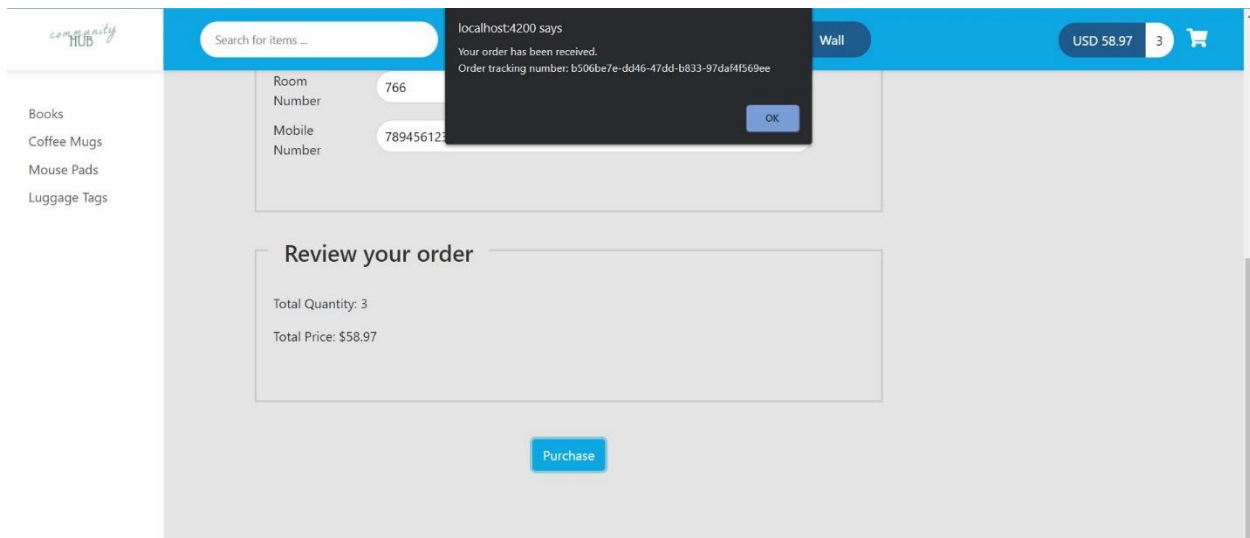 community
HUB
Search for items ...
localhost:4200 says
Your order has been received.
Order tracking number: b506be7e-dd46-47dd-b833-97daf4f569ee
OK
Wall
USD 58.97
3
Books
Coffee Mugs
Mouse Pads
Luggage Tags
Room
Number
766
Mobile
Number
789456123
Review your order
Total Quantity: 3
Total Price: $58.97
Purchase